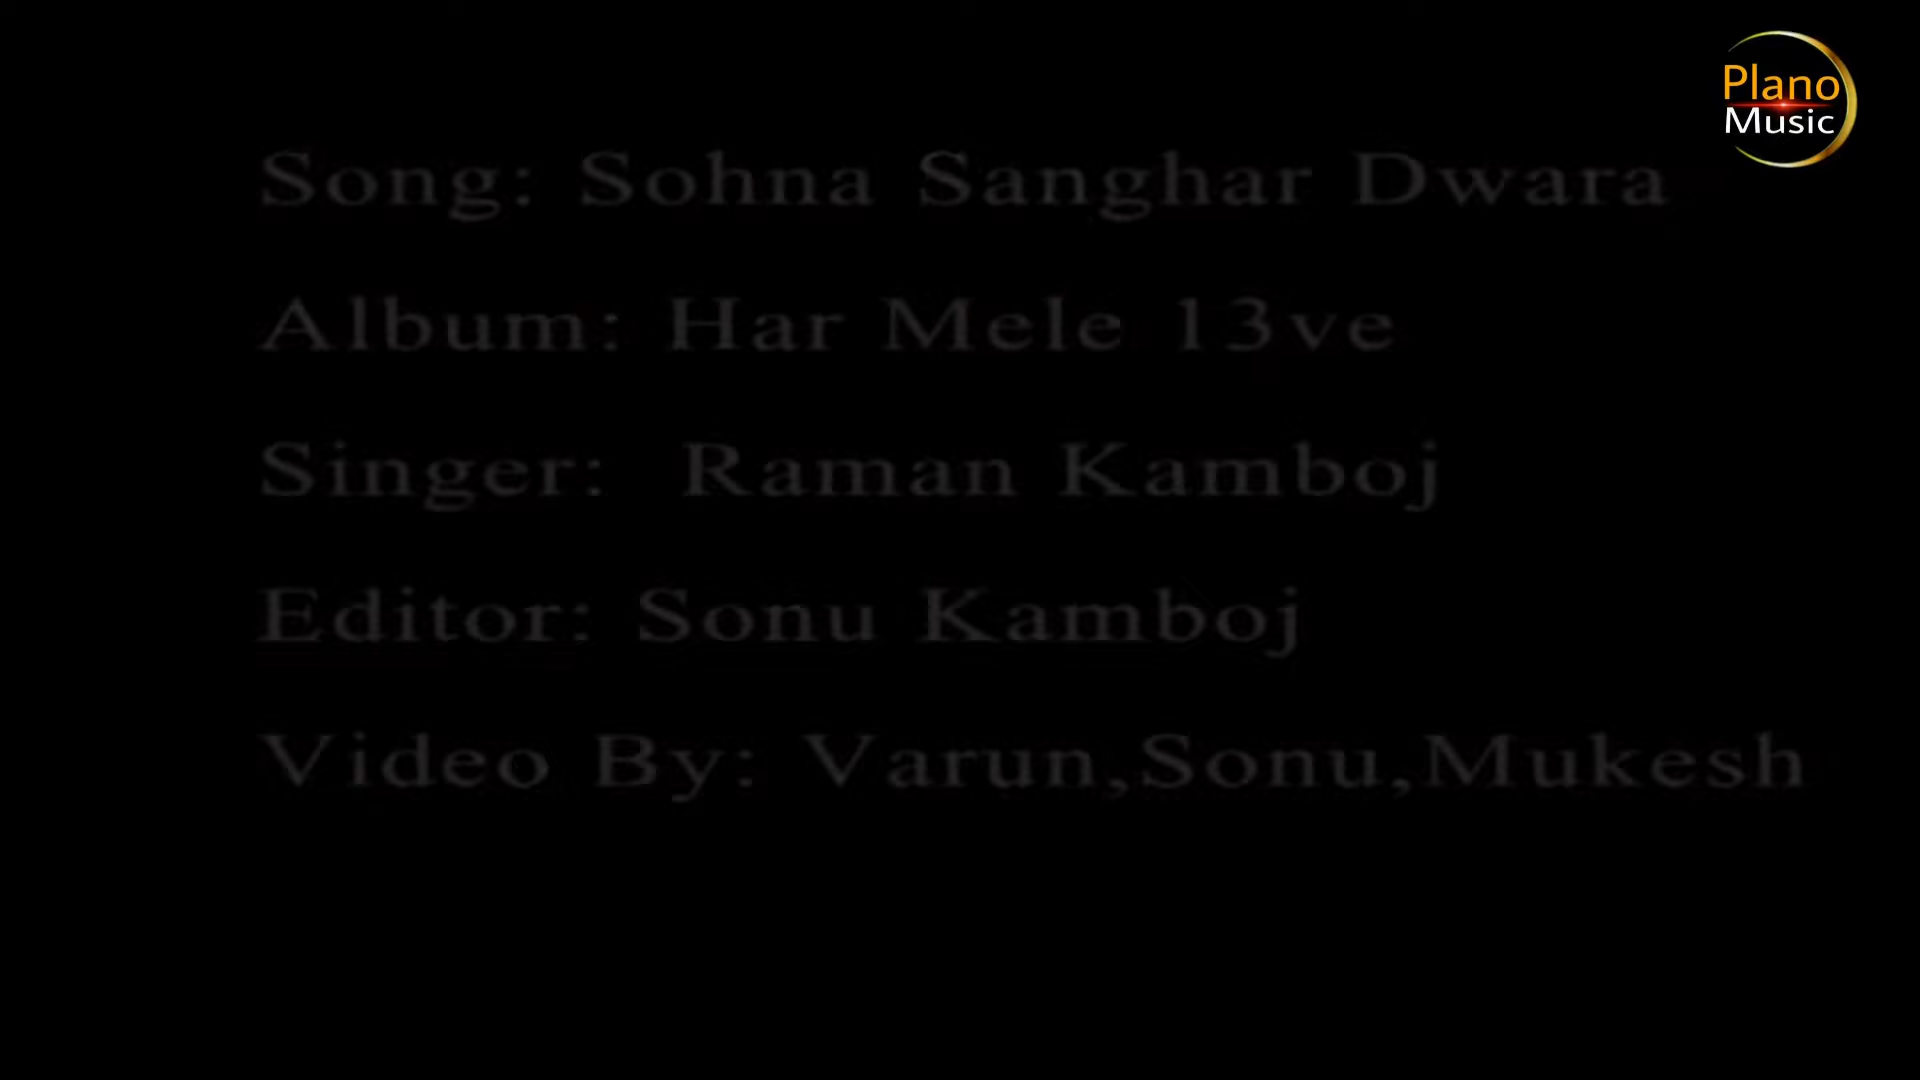 Plano
Music
Song: Sohna Sanghar Dwara
Album: Har Mele 13ve
Singer: Raman Kamboj
Editor: Sonu Kamboj
Video By: Varun,Sonu,Mukesh